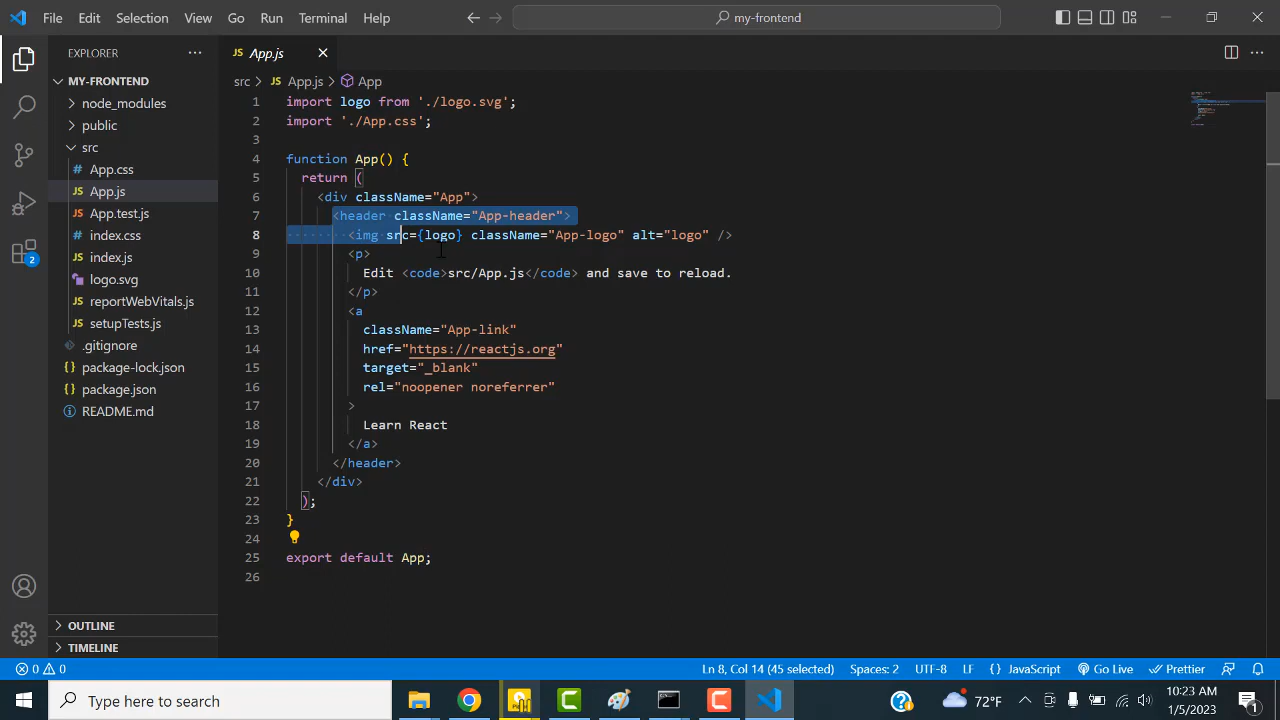 File Edit Selection View Go Run Terminal Help
my-frontend
EXPLORER
MY-FRONTEND
node_modules
public
src
App.css
JS App.js
JS App.test.js
index.css
JS index.js
logo.svg
JS reportWebVitals.js
JS setupTests.js
.gitignore
package-lock.json
package.json
README.md
OUTLINE
TIMELINE
2
JS App.js
src > JS App.js > App
1 import logo from './logo.svg';
2 import './App.css';
3
4 function App() {
5 return (
6 <div className="App">
7 <header className="App-header">
8 <img src={logo} className="App-logo" alt="logo" />
9 <p>
10 Edit <code>src/App.js</code> and save to reload.
11 </p>
12 <a
13 className="App-link"
14 href="https://reactjs.org"
15 target="_blank"
16 rel="noopener noreferrer"
17 >
18 Learn React
19 </a>
20 </header>
21 </div>
22 );
23 }
24
25 export default App;
26
0 0 Ln 8, Col 14 (45 selected) Spaces: 2 UTF-8 LF {} JavaScript Go Live Prettier
Type here to search
72°F
10:23 AM
1/5/2023
1